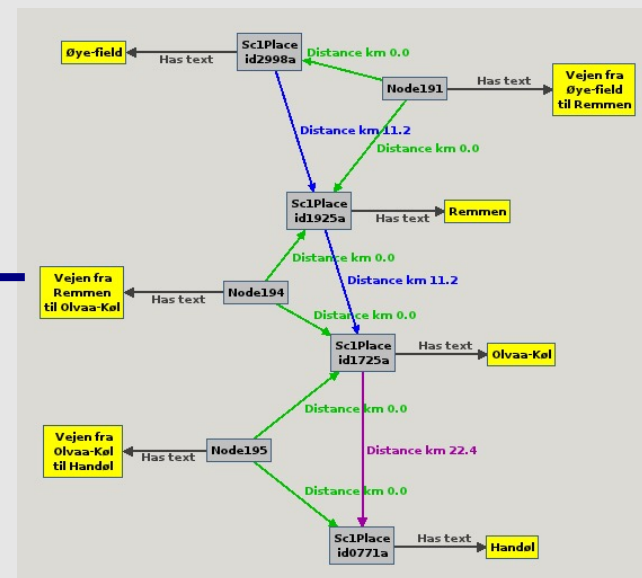 Øye-field
Has text
Sc1Place
id2998a
Distance km 0.0
Node191
Has text
Vejen fra
Øye-field
til Remmen
Distance km 11.2
Distance km 0.0
Sc1Place
id1925a
Has text
Remmen
Distance km 0.0
Vejen fra
Remmen
til Olvaa-Køl
Has text
Node194
Distance km 11.2
Distance km 0.0
Sc1Place
id1725a
Has text
Olvaa-Køl
Distance km 0.0
Vejen fra
Olvaa-Køl
til Handøl
Has text
Node195
Distance km 22.4
Distance km 0.0
Sc1Place
id0771a
Has text
Handøl